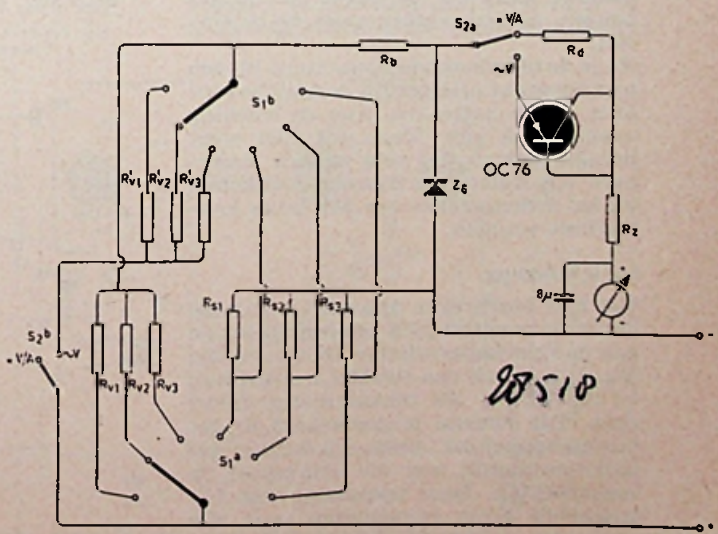 S2a
= V/A
Rb
Rd
~V
S1b
OC76
R'v1
R'v2
R'v3
Z6
Rz
Rs1
Rs2
Rs3
8μ
S2b
= V/A
~V
Rv1
Rv2
Rv3
28518
S1a
-
+